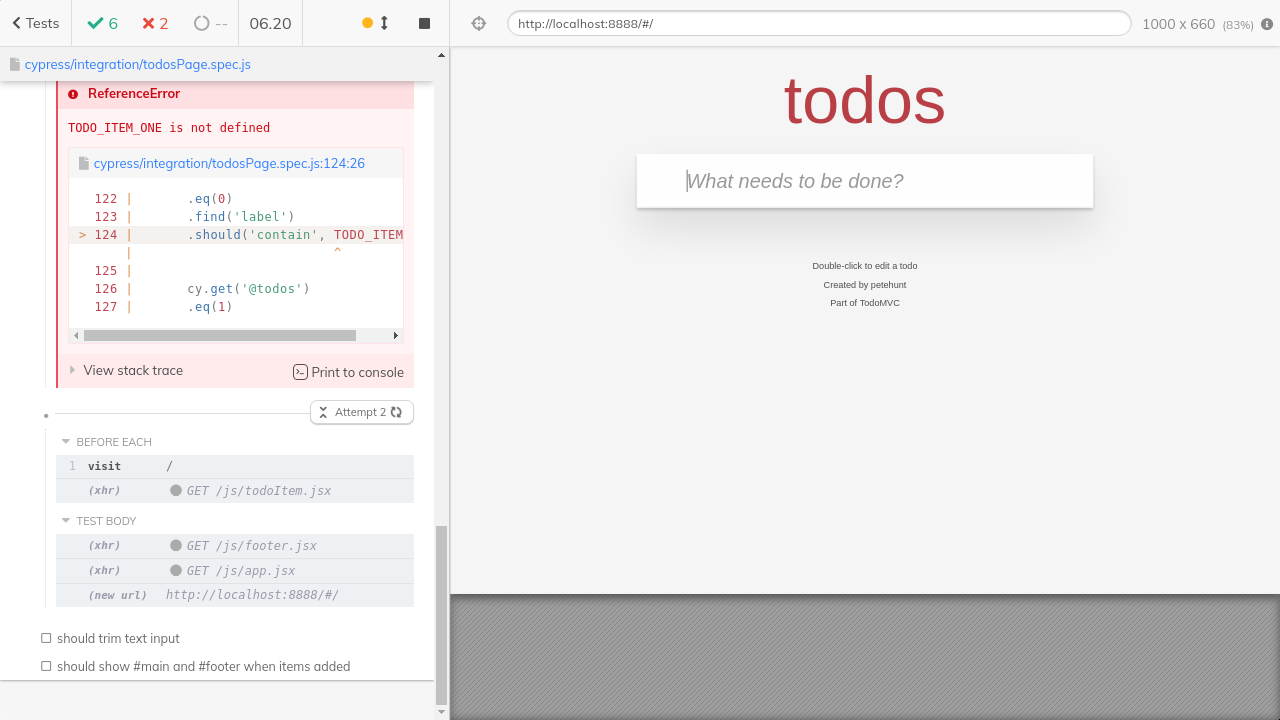 Tests
6
2
--
06.20
http://localhost:8888/#/
1000 x 660 (83%)
cypress/integration/todosPage.spec.js
ReferenceError
TODO_ITEM_ONE is not defined
cypress/integration/todosPage.spec.js:124:26
122 | .eq(0)
123 | .find('label')
> 124 | .should('contain', TODO_ITEM
| ^
125 |
126 | cy.get('@todos')
127 | .eq(1)
View stack trace
Print to console
Attempt 2
BEFORE EACH
1 visit /
(xhr) GET /js/todoItem.jsx
TEST BODY
(xhr) GET /js/footer.jsx
(xhr) GET /js/app.jsx
(new url) http://localhost:8888/#/
should trim text input
should show #main and #footer when items added
todos
What needs to be done?
Double-click to edit a todo
Created by petehunt
Part of TodoMVC